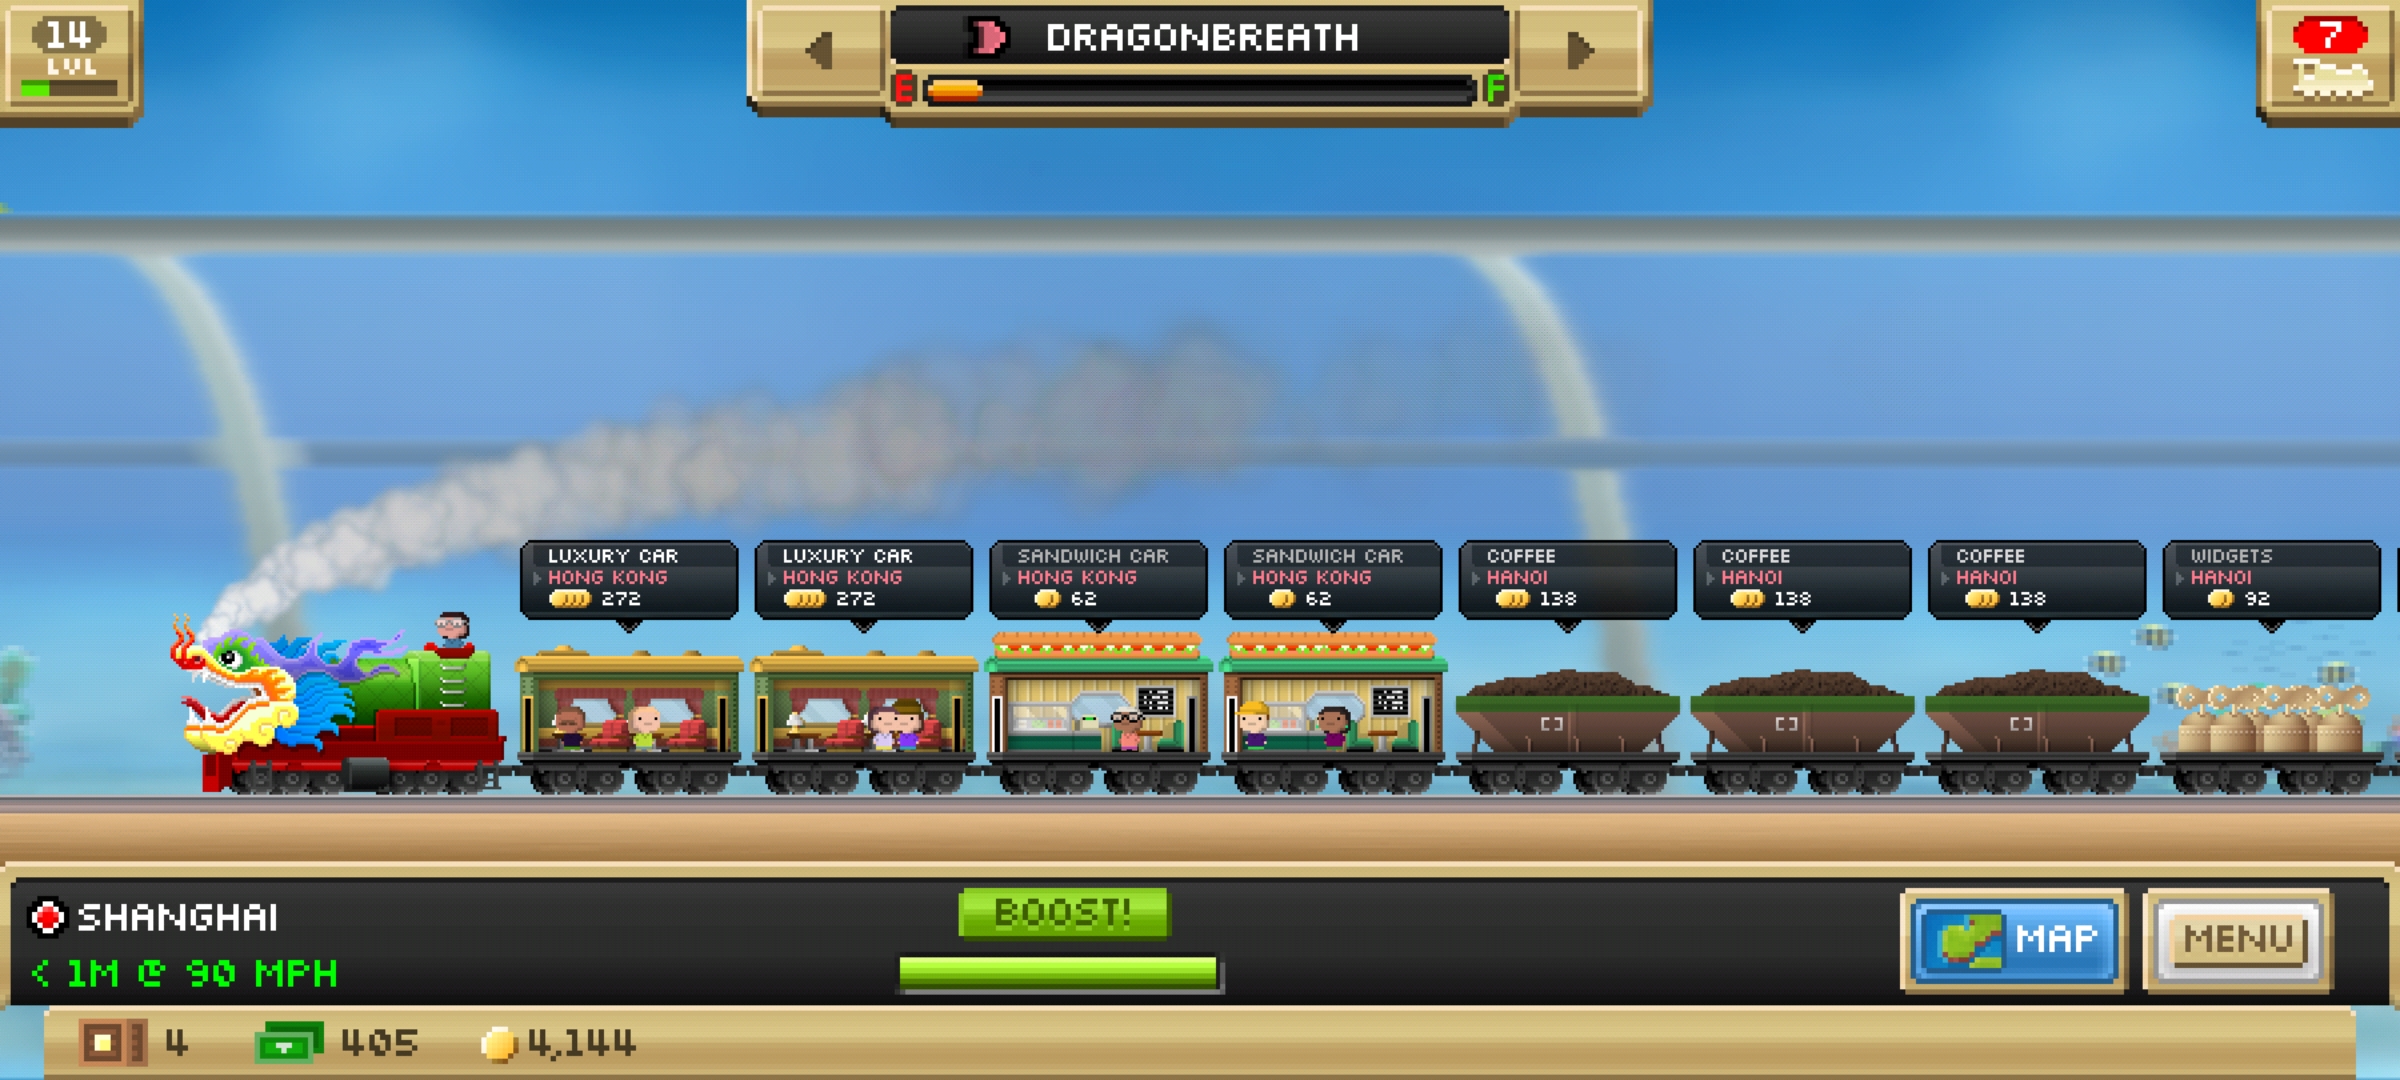 14
LVL
DRAGONBREATH
E F
7
LUXURY CAR
HONG KONG
272
LUXURY CAR
HONG KONG
272
SANDWICH CAR
HONG KONG
62
SANDWICH CAR
HONG KONG
62
COFFEE
HANOI
138
COFFEE
HANOI
138
COFFEE
HANOI
138
WIDGETS
HANOI
92
SHANGHAI
< 1M @ 90 MPH
BOOST!
MAP
MENU
4
405
4,144